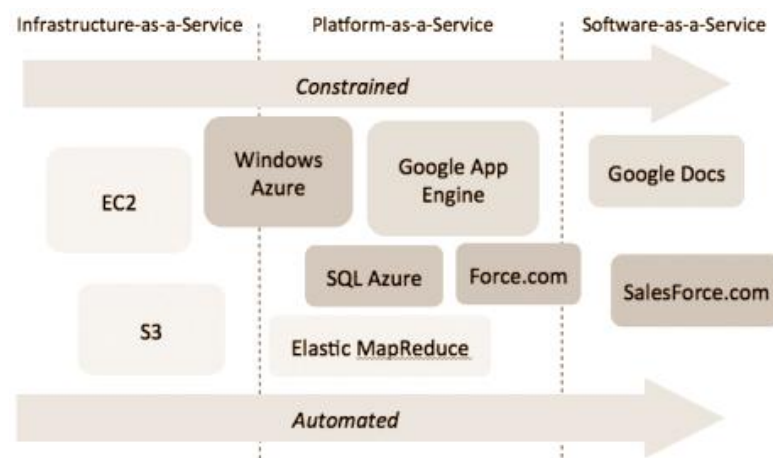 Infrastructure-as-a-Service
Platform-as-a-Service
Software-as-a-Service
Constrained
Windows
Azure
Google App
Engine
Google Docs
EC2
SQL Azure
Force.com
SalesForce.com
S3
Elastic MapReduce
Automated